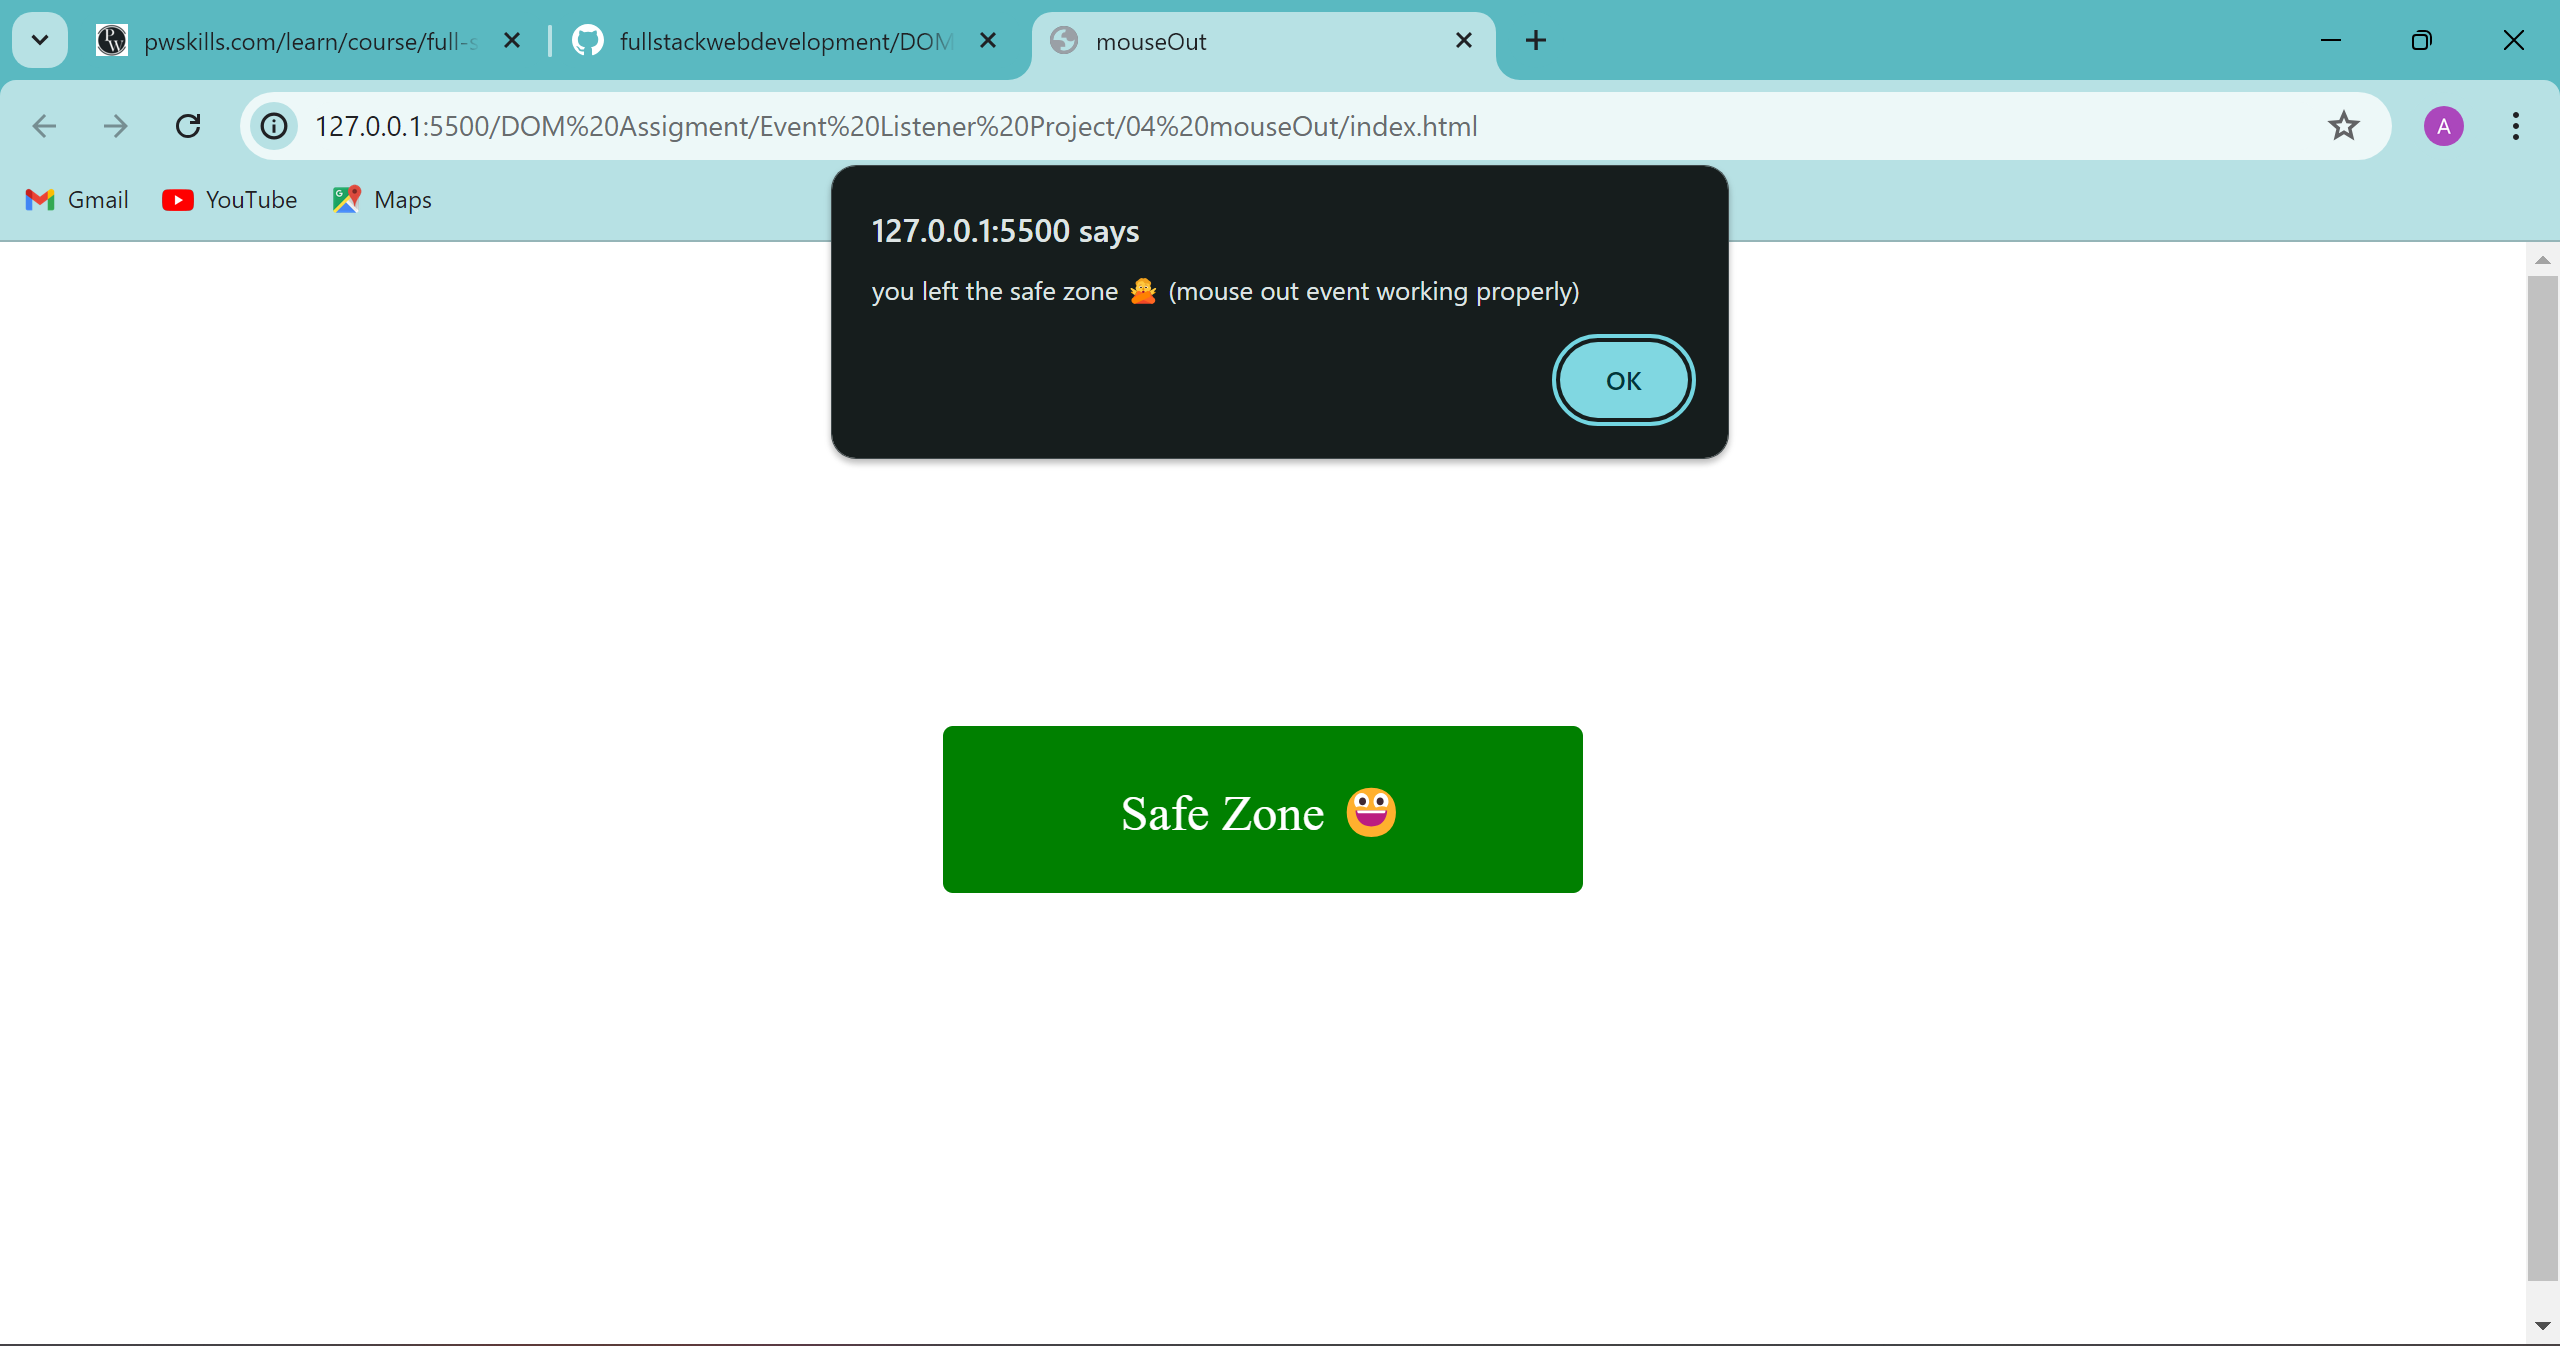 pwskills.com/learn/course/full-s
fullstackwebdevelopment/DOM
mouseOut
127.0.0.1:5500/DOM%20Assigment/Event%20Listener%20Project/04%20mouseOut/index.html
A
Gmail
YouTube
Maps
127.0.0.1:5500 says
you left the safe zone 🙅 (mouse out event working properly)
OK
Safe Zone 😀